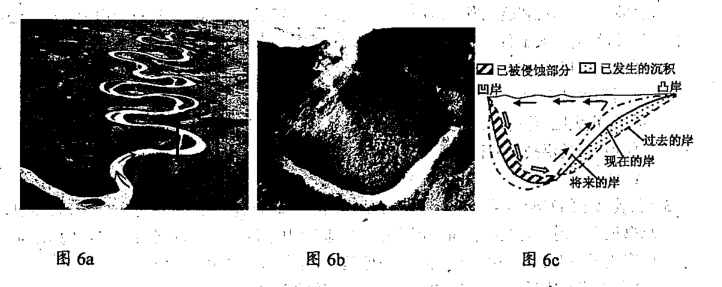 已被侵蚀部分 已发生的沉积
凹岸 凸岸
过去的岸
现在的岸
将来的岸
图 6a 图 6b 图 6c